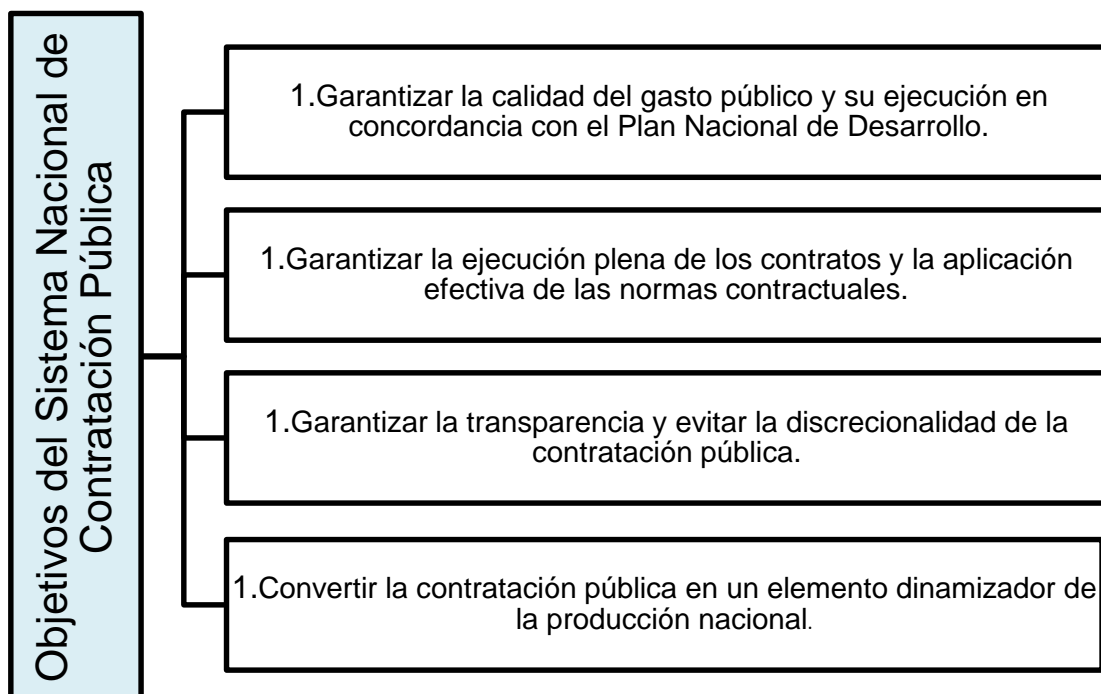 Objetivos del Sistema Nacional de
Contratación Pública
1.Garantizar la calidad del gasto público y su ejecución en
concordancia con el Plan Nacional de Desarrollo.
1.Garantizar la ejecución plena de los contratos y la aplicación
efectiva de las normas contractuales.
1.Garantizar la transparencia y evitar la discrecionalidad de la
contratación pública.
1.Convertir la contratación pública en un elemento dinamizador de
la producción nacional.